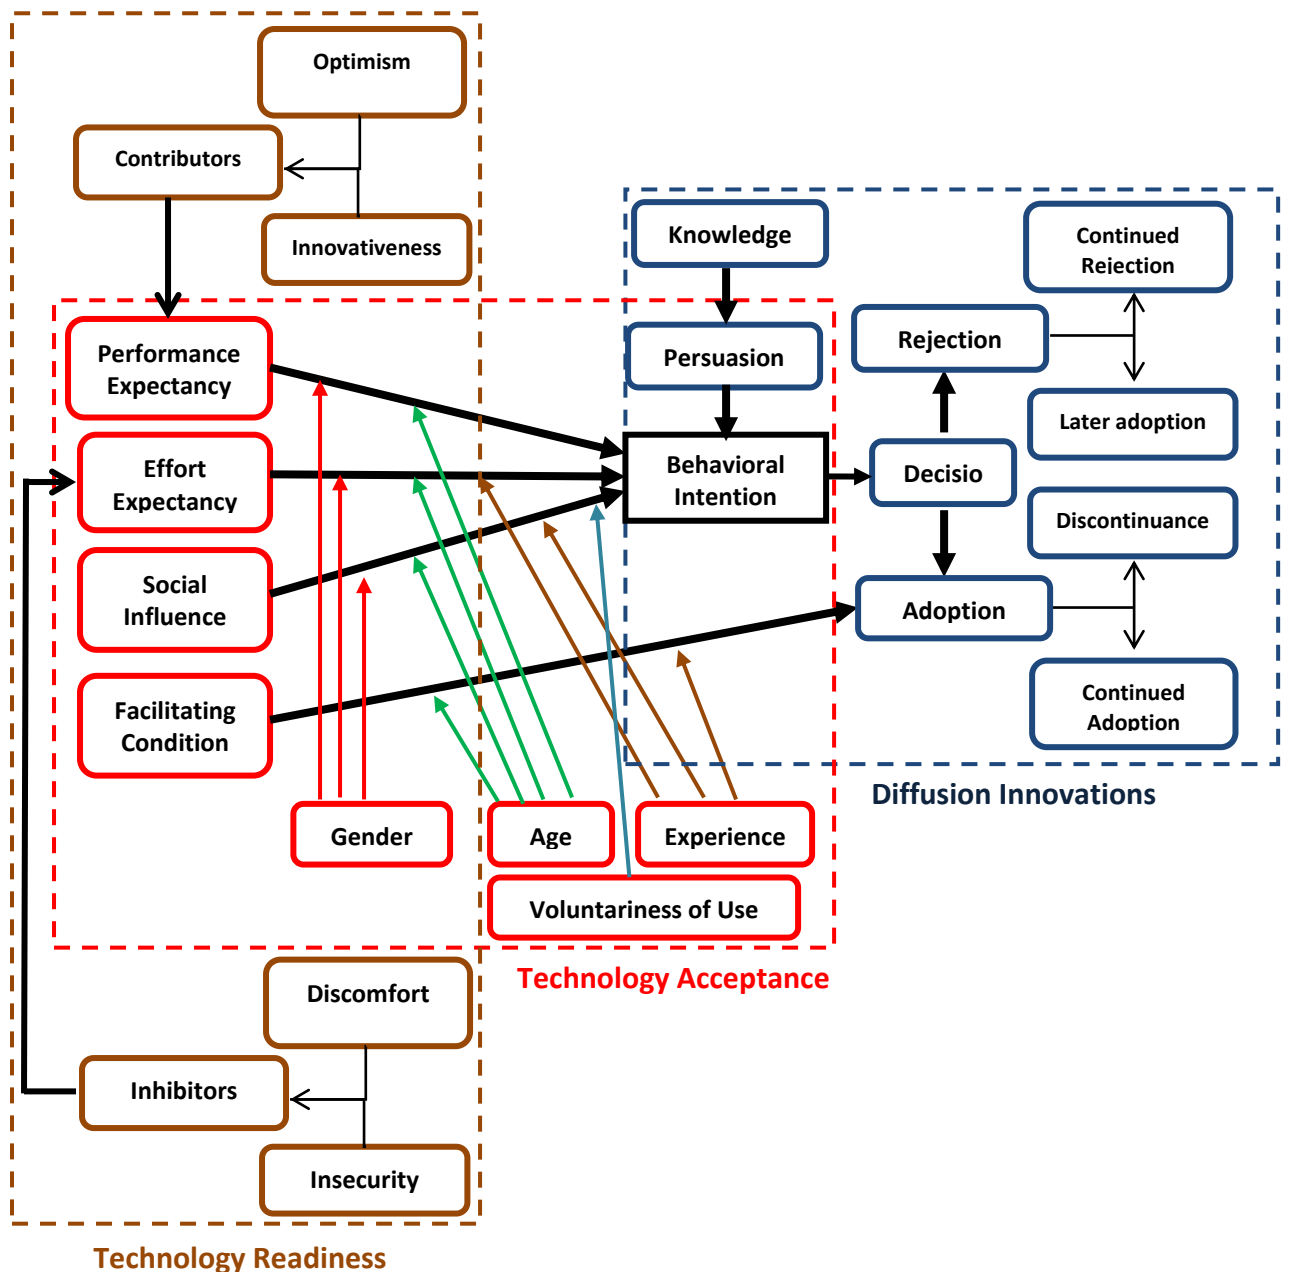 Optimism
Contributors
Innovativeness
Knowledge
Continued
Rejection
Performance
Expectancy
Persuasion
Rejection
Later adoption
Effort
Expectancy
Behavioral
Intention
Decisio
Discontinuance
Social
Influence
Adoption
Facilitating
Condition
Continued
Adoption
Diffusion Innovations
Gender
Age
Experience
Voluntariness of Use
Technology Acceptance
Discomfort
Inhibitors
Insecurity
Technology Readiness